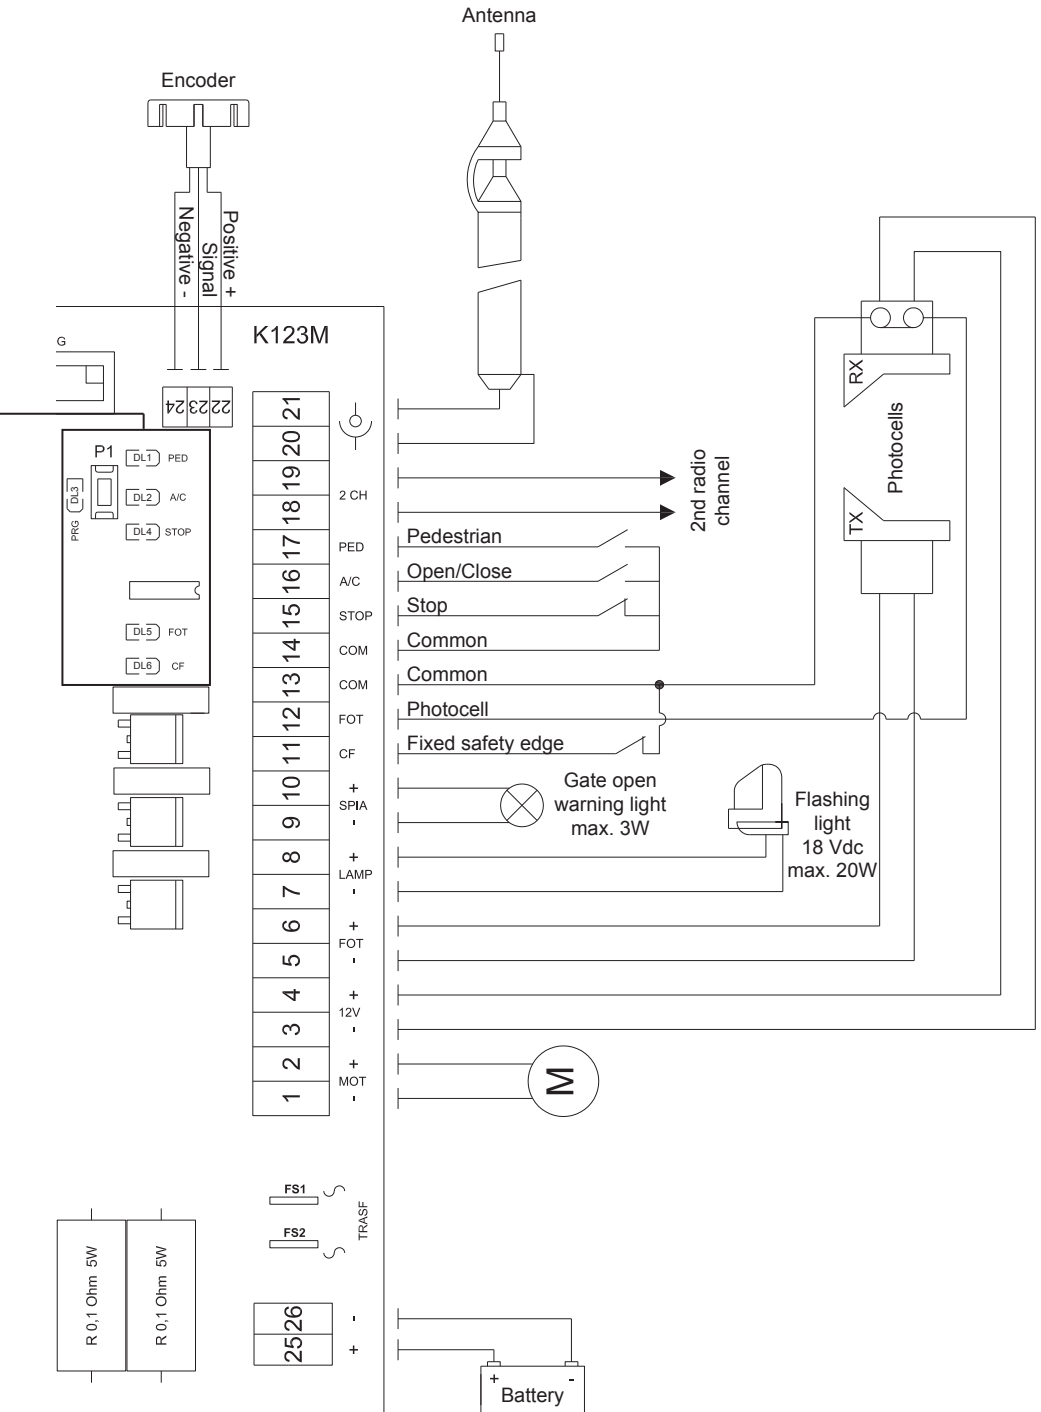 Antenna
Encoder
Negative -
Signal
Positive +
G
K123M
24
23
22
P1
DL1 PED
DL3
PRG
DL2 A/C
DL4 STOP
DL5 FOT
DL6 CF
21
20
19
2 CH
18
2nd radio
channel
17 PED Pedestrian
16 A/C Open/Close
15 STOP Stop
14 COM Common
13 COM Common
12 FOT Photocell
11 CF Fixed safety edge
RX
Photocells
TX
10 +
SPIA
9 -
Gate open
warning light
max. 3W
8 +
LAMP
7 -
Flashing
light
18 Vdc
max. 20W
6 +
FOT
5 -
4 +
12V
3 -
2 +
MOT
1 -
M
FS1
FS2
TRASF
R 0,1 Ohm 5W
R 0,1 Ohm 5W
26 -
25 +
+ -
Battery